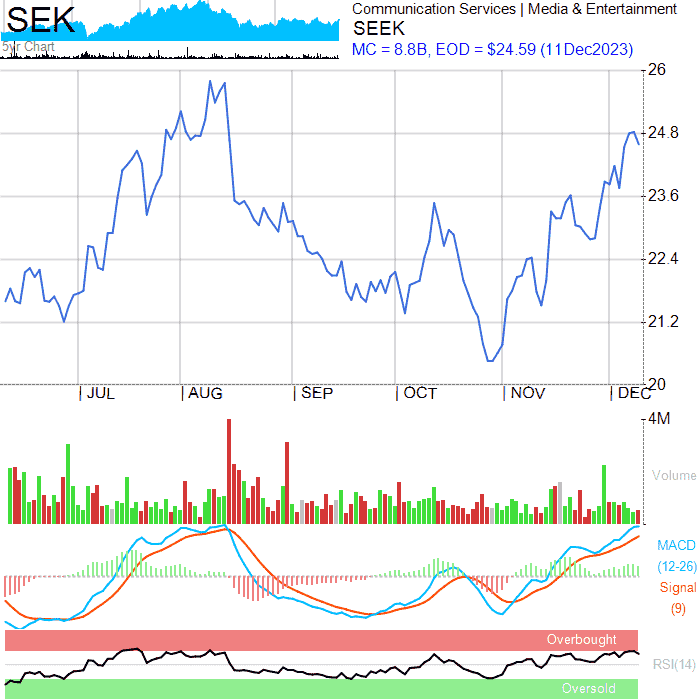 SEK
5yr Chart
Communication Services | Media & Entertainment
SEEK
MC = 8.8B, EOD = $24.59 (11Dec2023)
26
24.8
23.6
22.4
21.2
20
| JUL | AUG | SEP | OCT | NOV | DEC
4M
Volume
MACD
(12-26)
Signal
(9)
Overbought
RSI(14)
Oversold